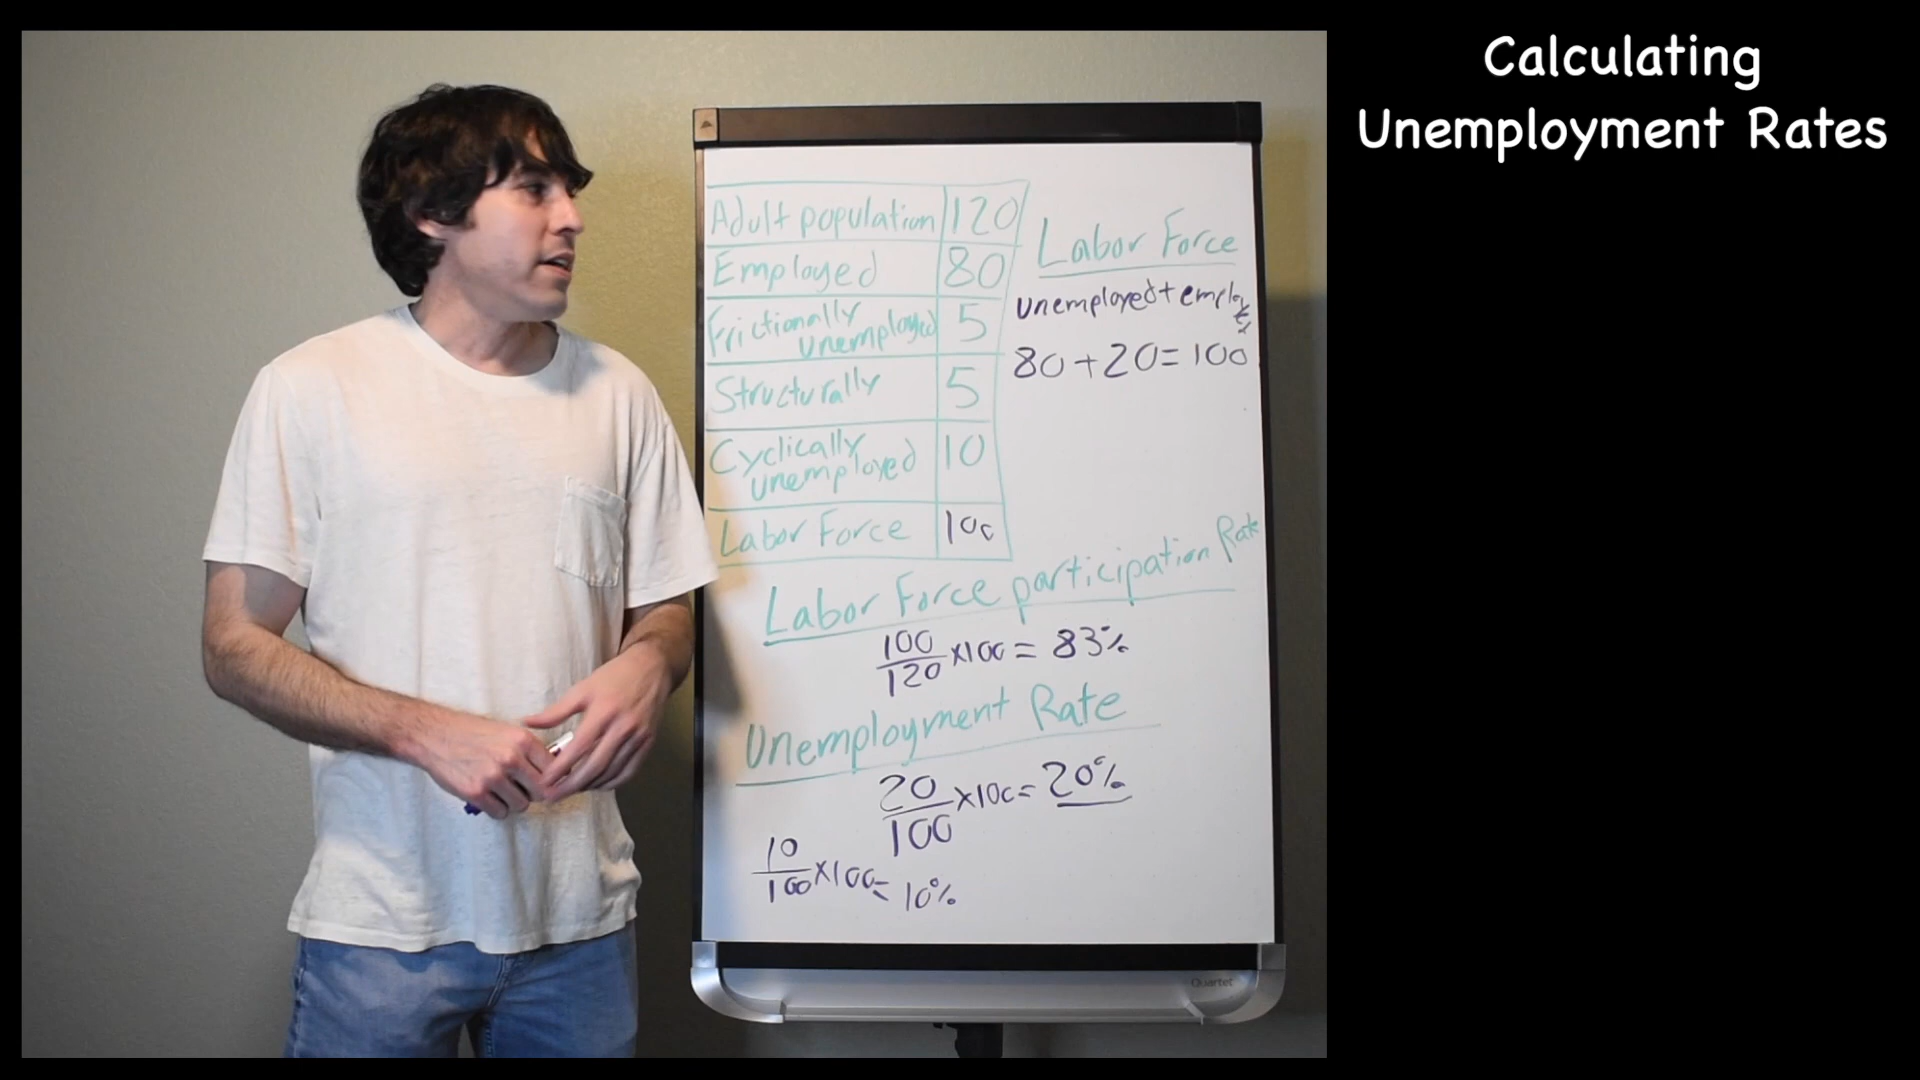 Calculating
Unemployment Rates
Adult population 120
Employed 80
Frictionally
unemployed 5
Structurally 5
Cyclically
unemployed 10
Labor Force 100
Labor Force
unemployed + employed
80 + 20 = 100
Labor Force participation Rate
100
120 x100 = 83%
Unemployment Rate
20
100 x100 = 20%
10
100 x100 = 10%
Quartet